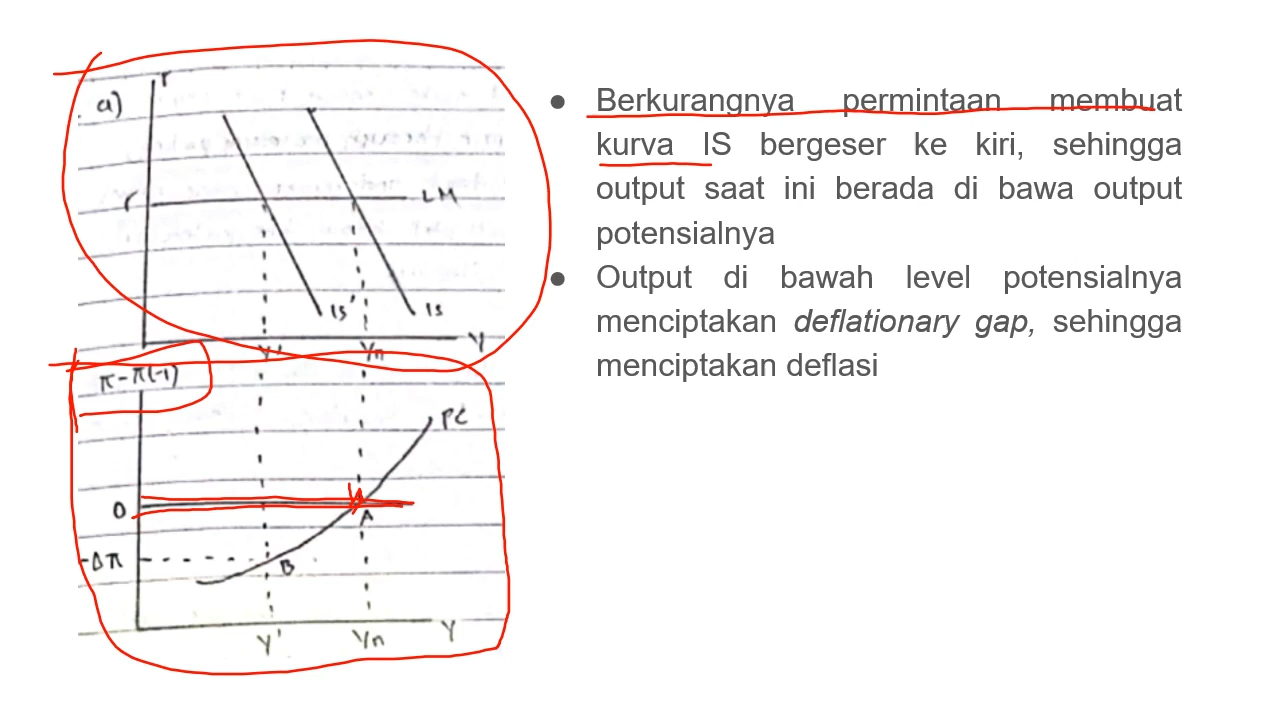 a)
r
r
LM
IS'
IS
Y
Y'
Yn
π-π(-1)
PC
0
A
-Δπ
B
Y'
Yn
Y
● Berkurangnya permintaan membuat
kurva IS bergeser ke kiri, sehingga
output saat ini berada di bawa output
potensialnya
● Output di bawah level potensialnya
menciptakan deflationary gap, sehingga
menciptakan deflasi